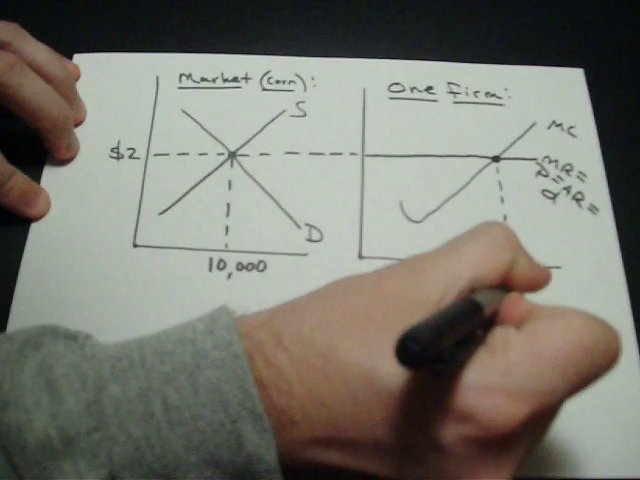 Market (corn):
S
$2
D
10,000
One Firm:
MC
MR=
D=AR=